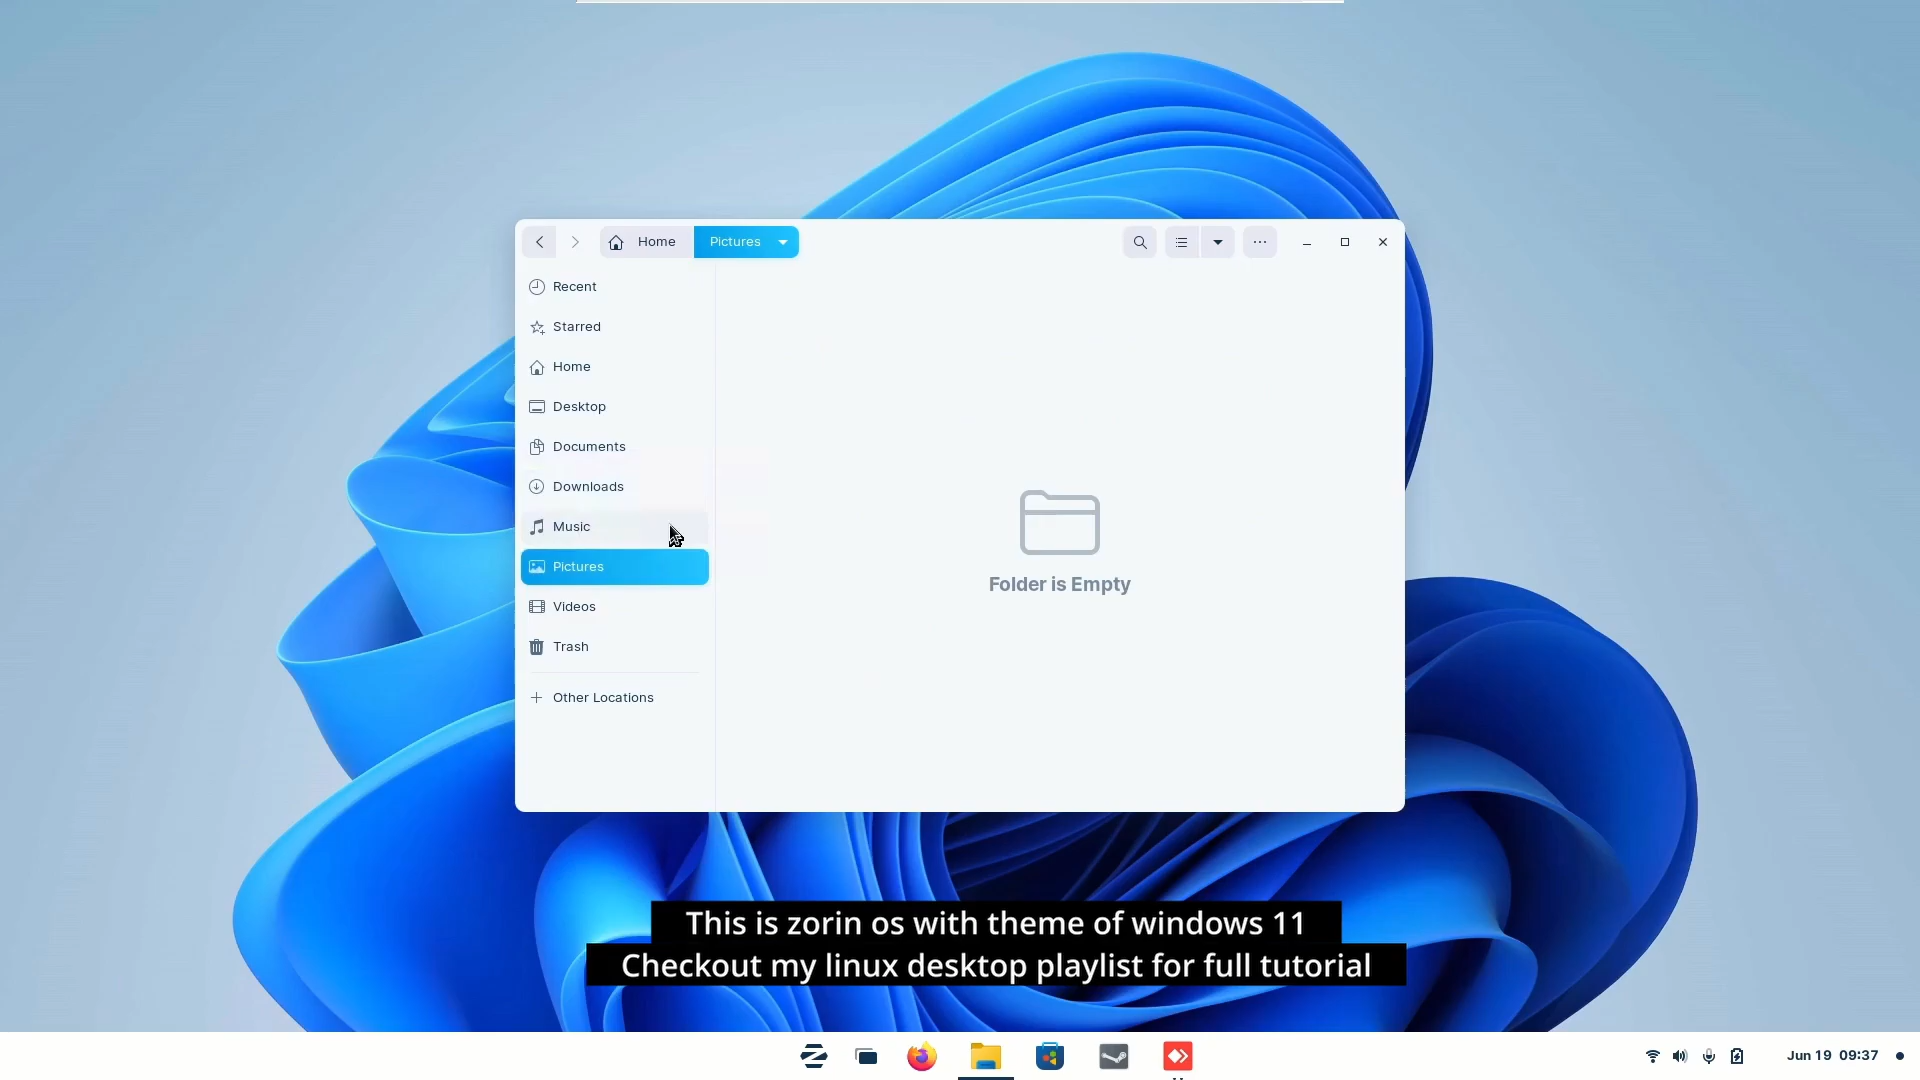 Home
Pictures
Recent
Starred
Home
Desktop
Documents
Downloads
Music
Pictures
Videos
Trash
Other Locations
Folder is Empty
This is zorin os with theme of windows 11
Checkout my linux desktop playlist for full tutorial
Jun 19 09:37